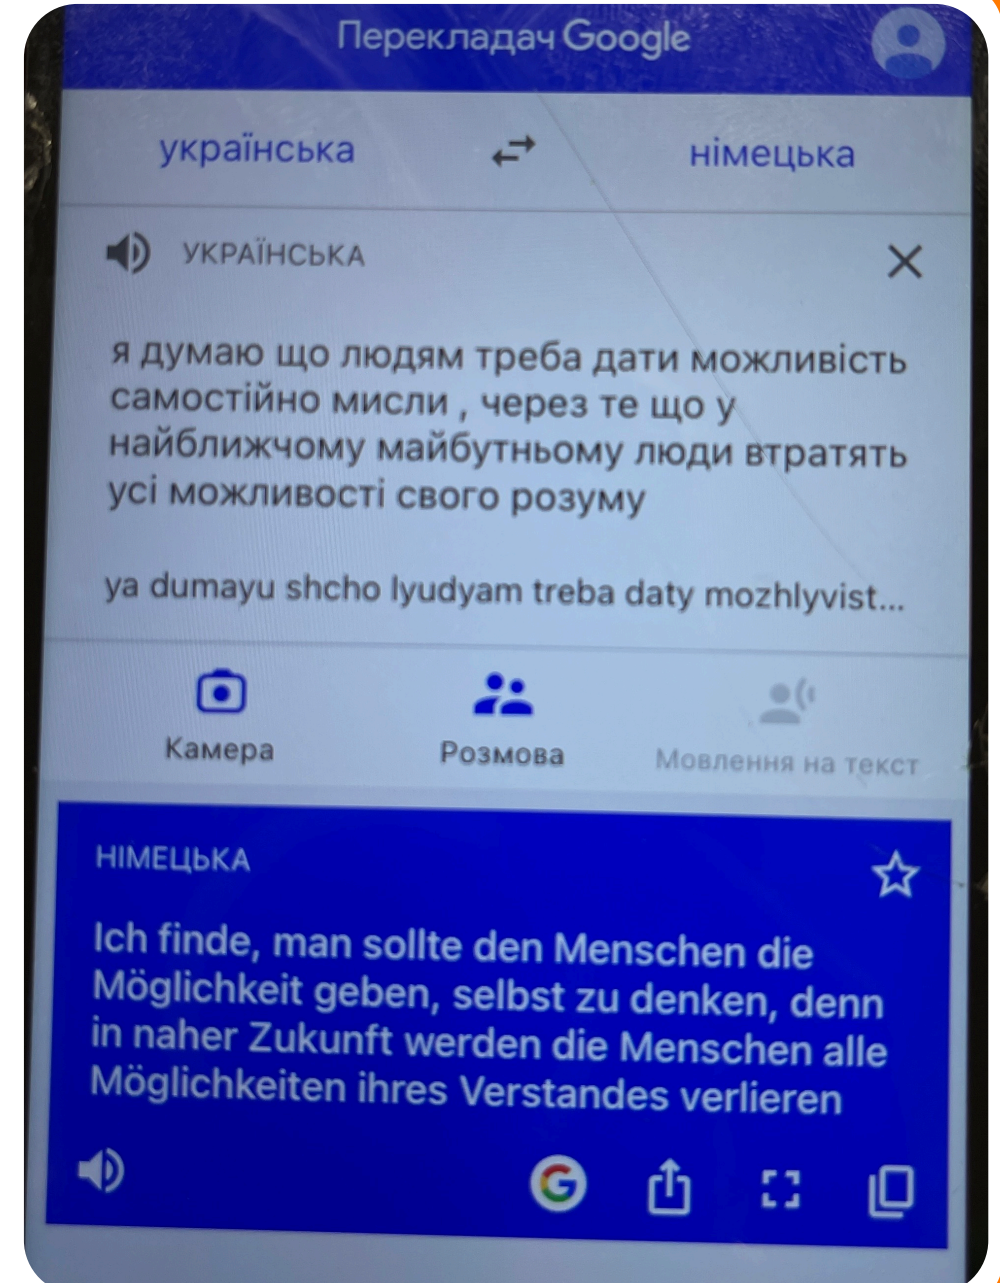 Перекладач Google
українська
німецька
УКРАЇНСЬКА
я думаю що людям треба дати можливість
самостійно мисли , через те що у
найближчому майбутньому люди втратять
усі можливості свого розуму
ya dumayu shcho lyudyam treba daty mozhlyvist...
Камера
Розмова
Мовлення на текст
НІМЕЦЬКА
Ich finde, man sollte den Menschen die
Möglichkeit geben, selbst zu denken, denn
in naher Zukunft werden die Menschen alle
Möglichkeiten ihres Verstandes verlieren
G